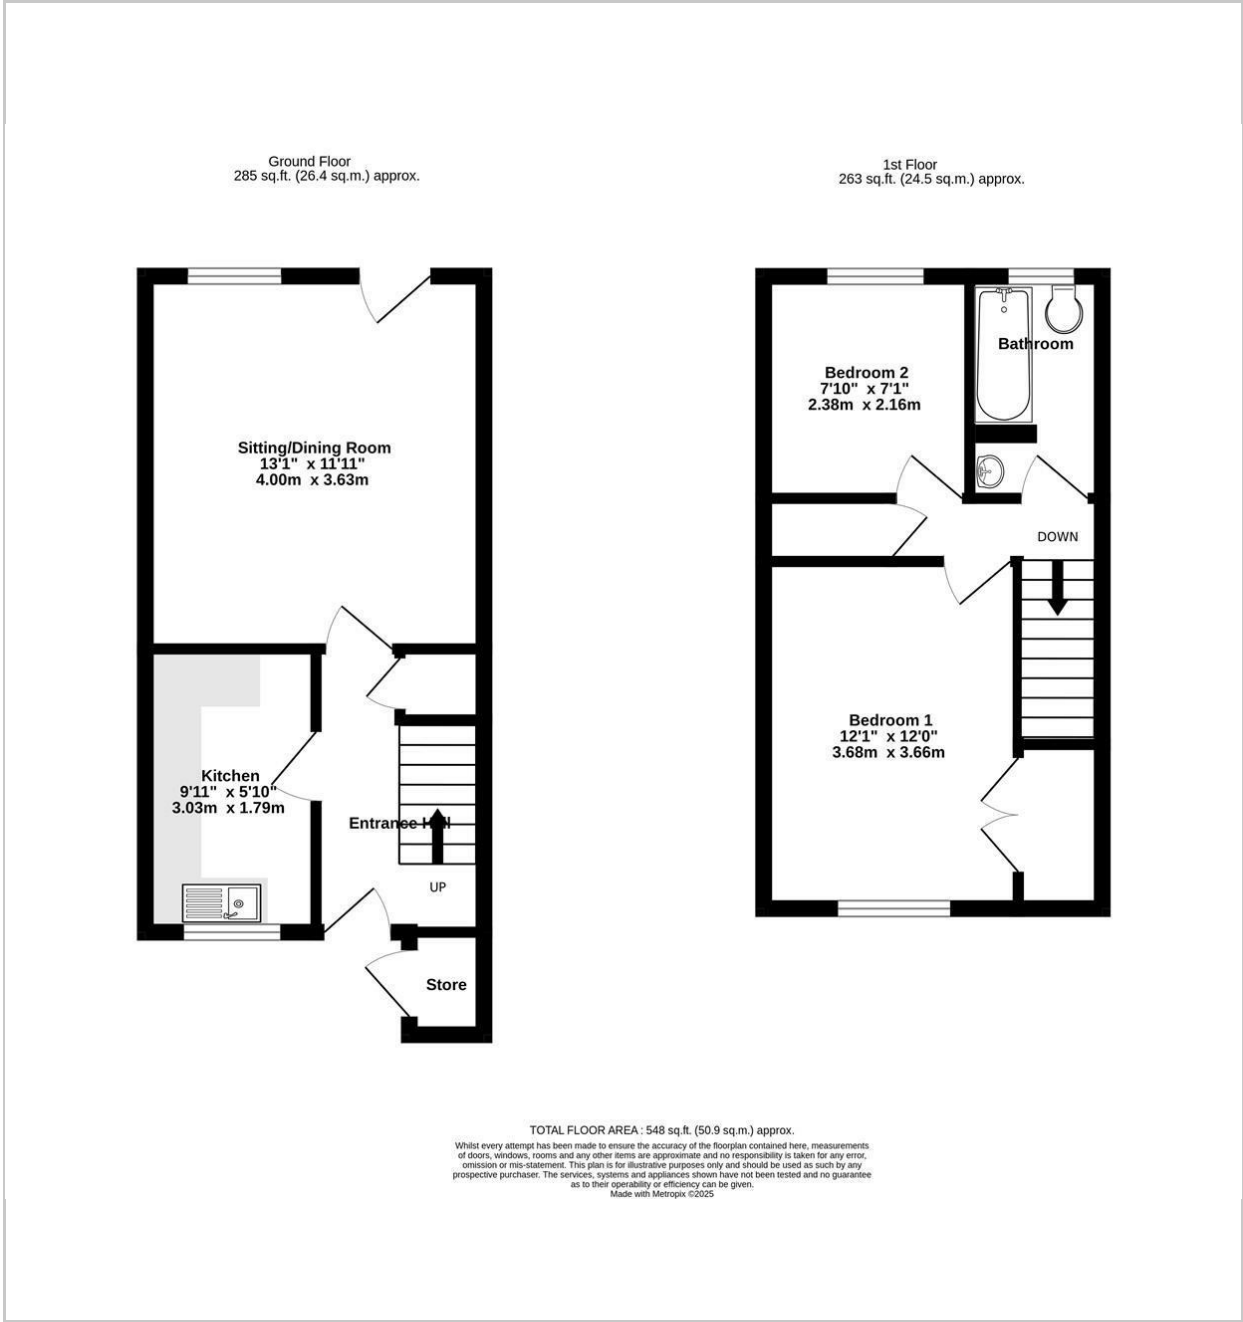 Ground Floor
285 sq.ft. (26.4 sq.m.) approx.
1st Floor
263 sq.ft. (24.5 sq.m.) approx.
Sitting/Dining Room
13'1" x 11'11"
4.00m x 3.63m
Kitchen
9'11" x 5'10"
3.03m x 1.79m
Entrance Hall
UP
Store
Bedroom 2
7'10" x 7'1"
2.38m x 2.16m
Bathroom
DOWN
Bedroom 1
12'1" x 12'0"
3.68m x 3.66m
TOTAL FLOOR AREA : 548 sq.ft. (50.9 sq.m.) approx.
Whilst every attempt has been made to ensure the accuracy of the floorplan contained here, measurements
of doors, windows, rooms and any other items are approximate and no responsibility is taken for any error,
omission or mis-statement. This plan is for illustrative purposes only and should be used as such by any
prospective purchaser. The services, systems and appliances shown have not been tested and no guarantee
as to their operability or efficiency can be given.
Made with Metropix ©2025